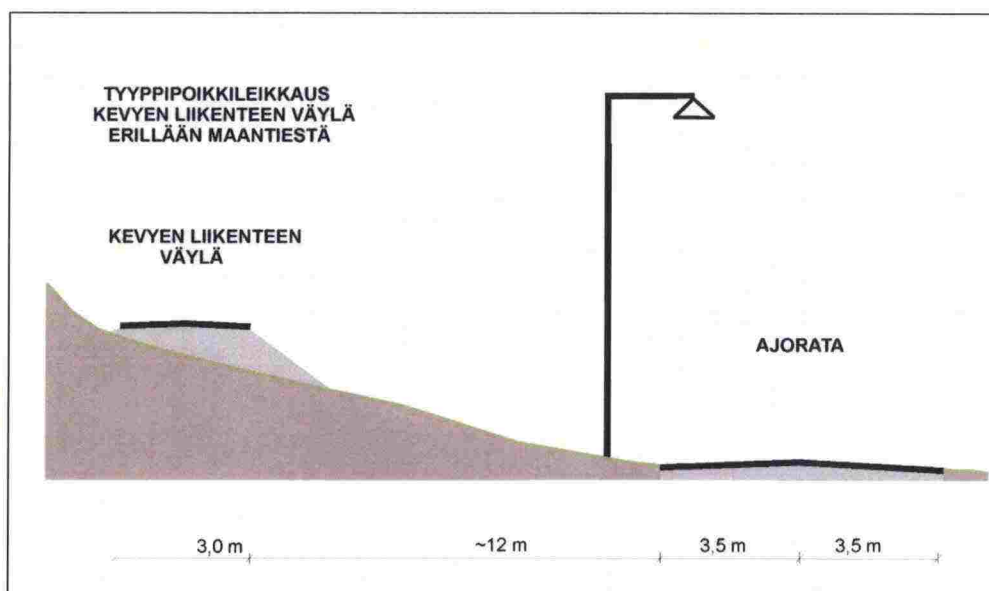 TYYPPIPOIKKILEIKKAUS
KEVYEN LIIKENTEEN VÄYLÄ
ERILLÄÄN MAANTIESTÄ
KEVYEN LIIKENTEEN
VÄYLÄ
AJORATA
3,0 m
~12 m
3,5 m
3,5 m